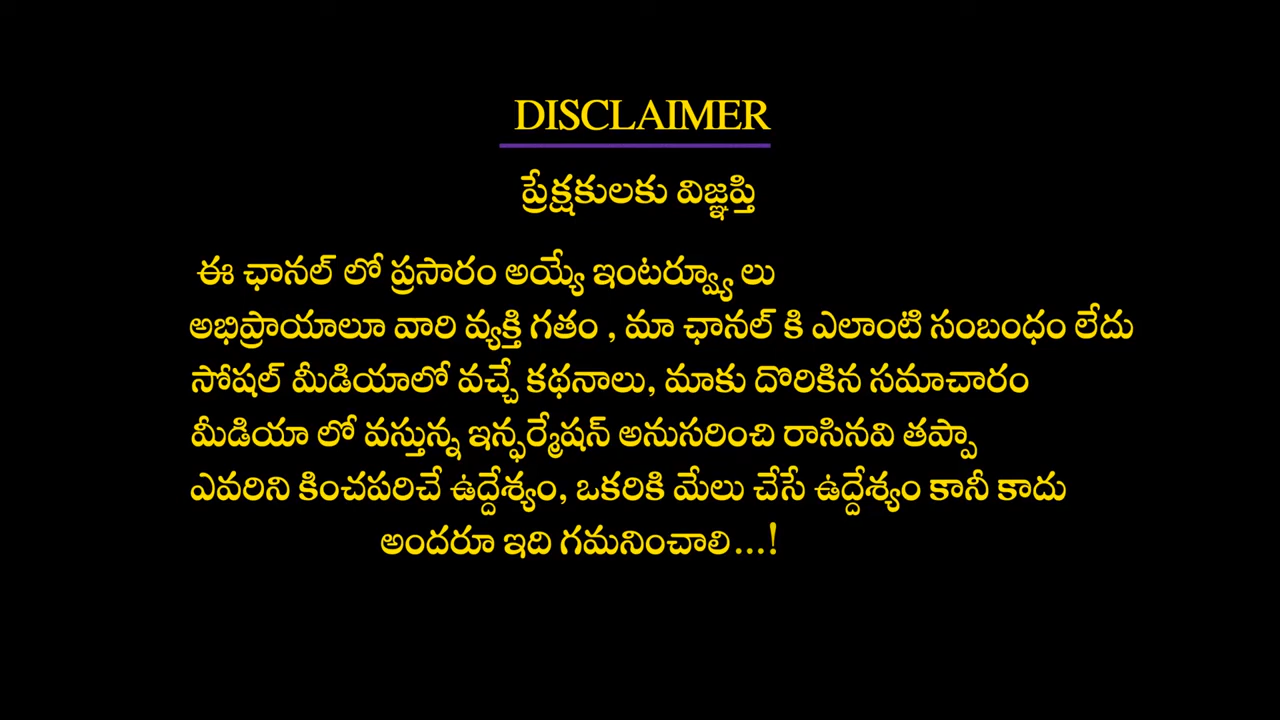 DISCLAIMER
ప్రేక్షకులకు విజ్ఞప్తి
ఈ ఛానల్ లో ప్రసారం అయ్యే ఇంటర్వ్యూ లు
అభిప్రాయాలూ వారి వ్యక్తి గతం , మా ఛానల్ కి ఎలాంటి సంబంధం లేదు
సోషల్ మీడియాలో వచ్చే కథనాలు, మాకు దొరికిన సమాచారం
మీడియా లో వస్తున్న ఇన్ఫర్మేషన్ అనుసరించి రాసినవి తప్పా
ఎవరిని కించపరిచే ఉద్దేశ్యం, ఒకరికి మేలు చేసే ఉద్దేశ్యం కానీ కాదు
అందరూ ఇది గమనించాలి...!